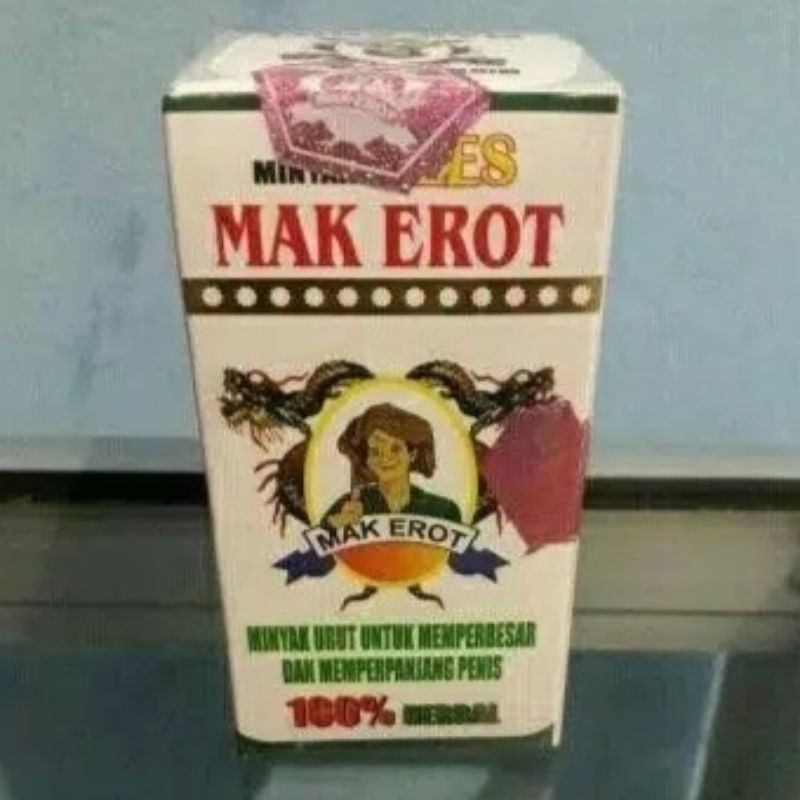 MAK EROT
MAK EROT
MINYAK URUT UNTUK MEMPERBESAR
DAN MEMPERPANJANG PENIS
100% HERBAL